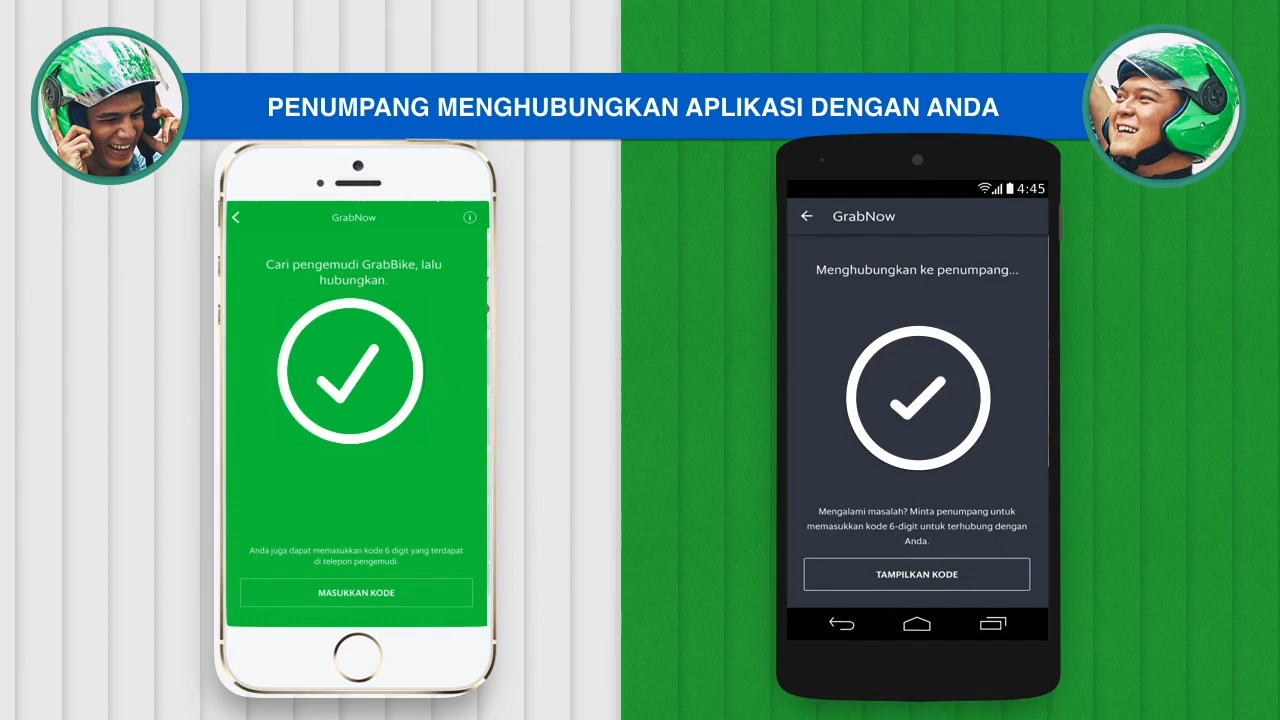 PENUMPANG MENGHUBUNGKAN APLIKASI DENGAN ANDA
GrabNow
Cari pengemudi GrabBike, lalu
hubungkan.
Anda juga dapat memasukkan kode 6 digit yang terdapat
di telepon pengemudi.
MASUKKAN KODE
4:45
GrabNow
Menghubungkan ke penumpang...
Mengalami masalah? Minta penumpang untuk
memasukkan kode 6-digit untuk terhubung dengan
Anda.
TAMPILKAN KODE